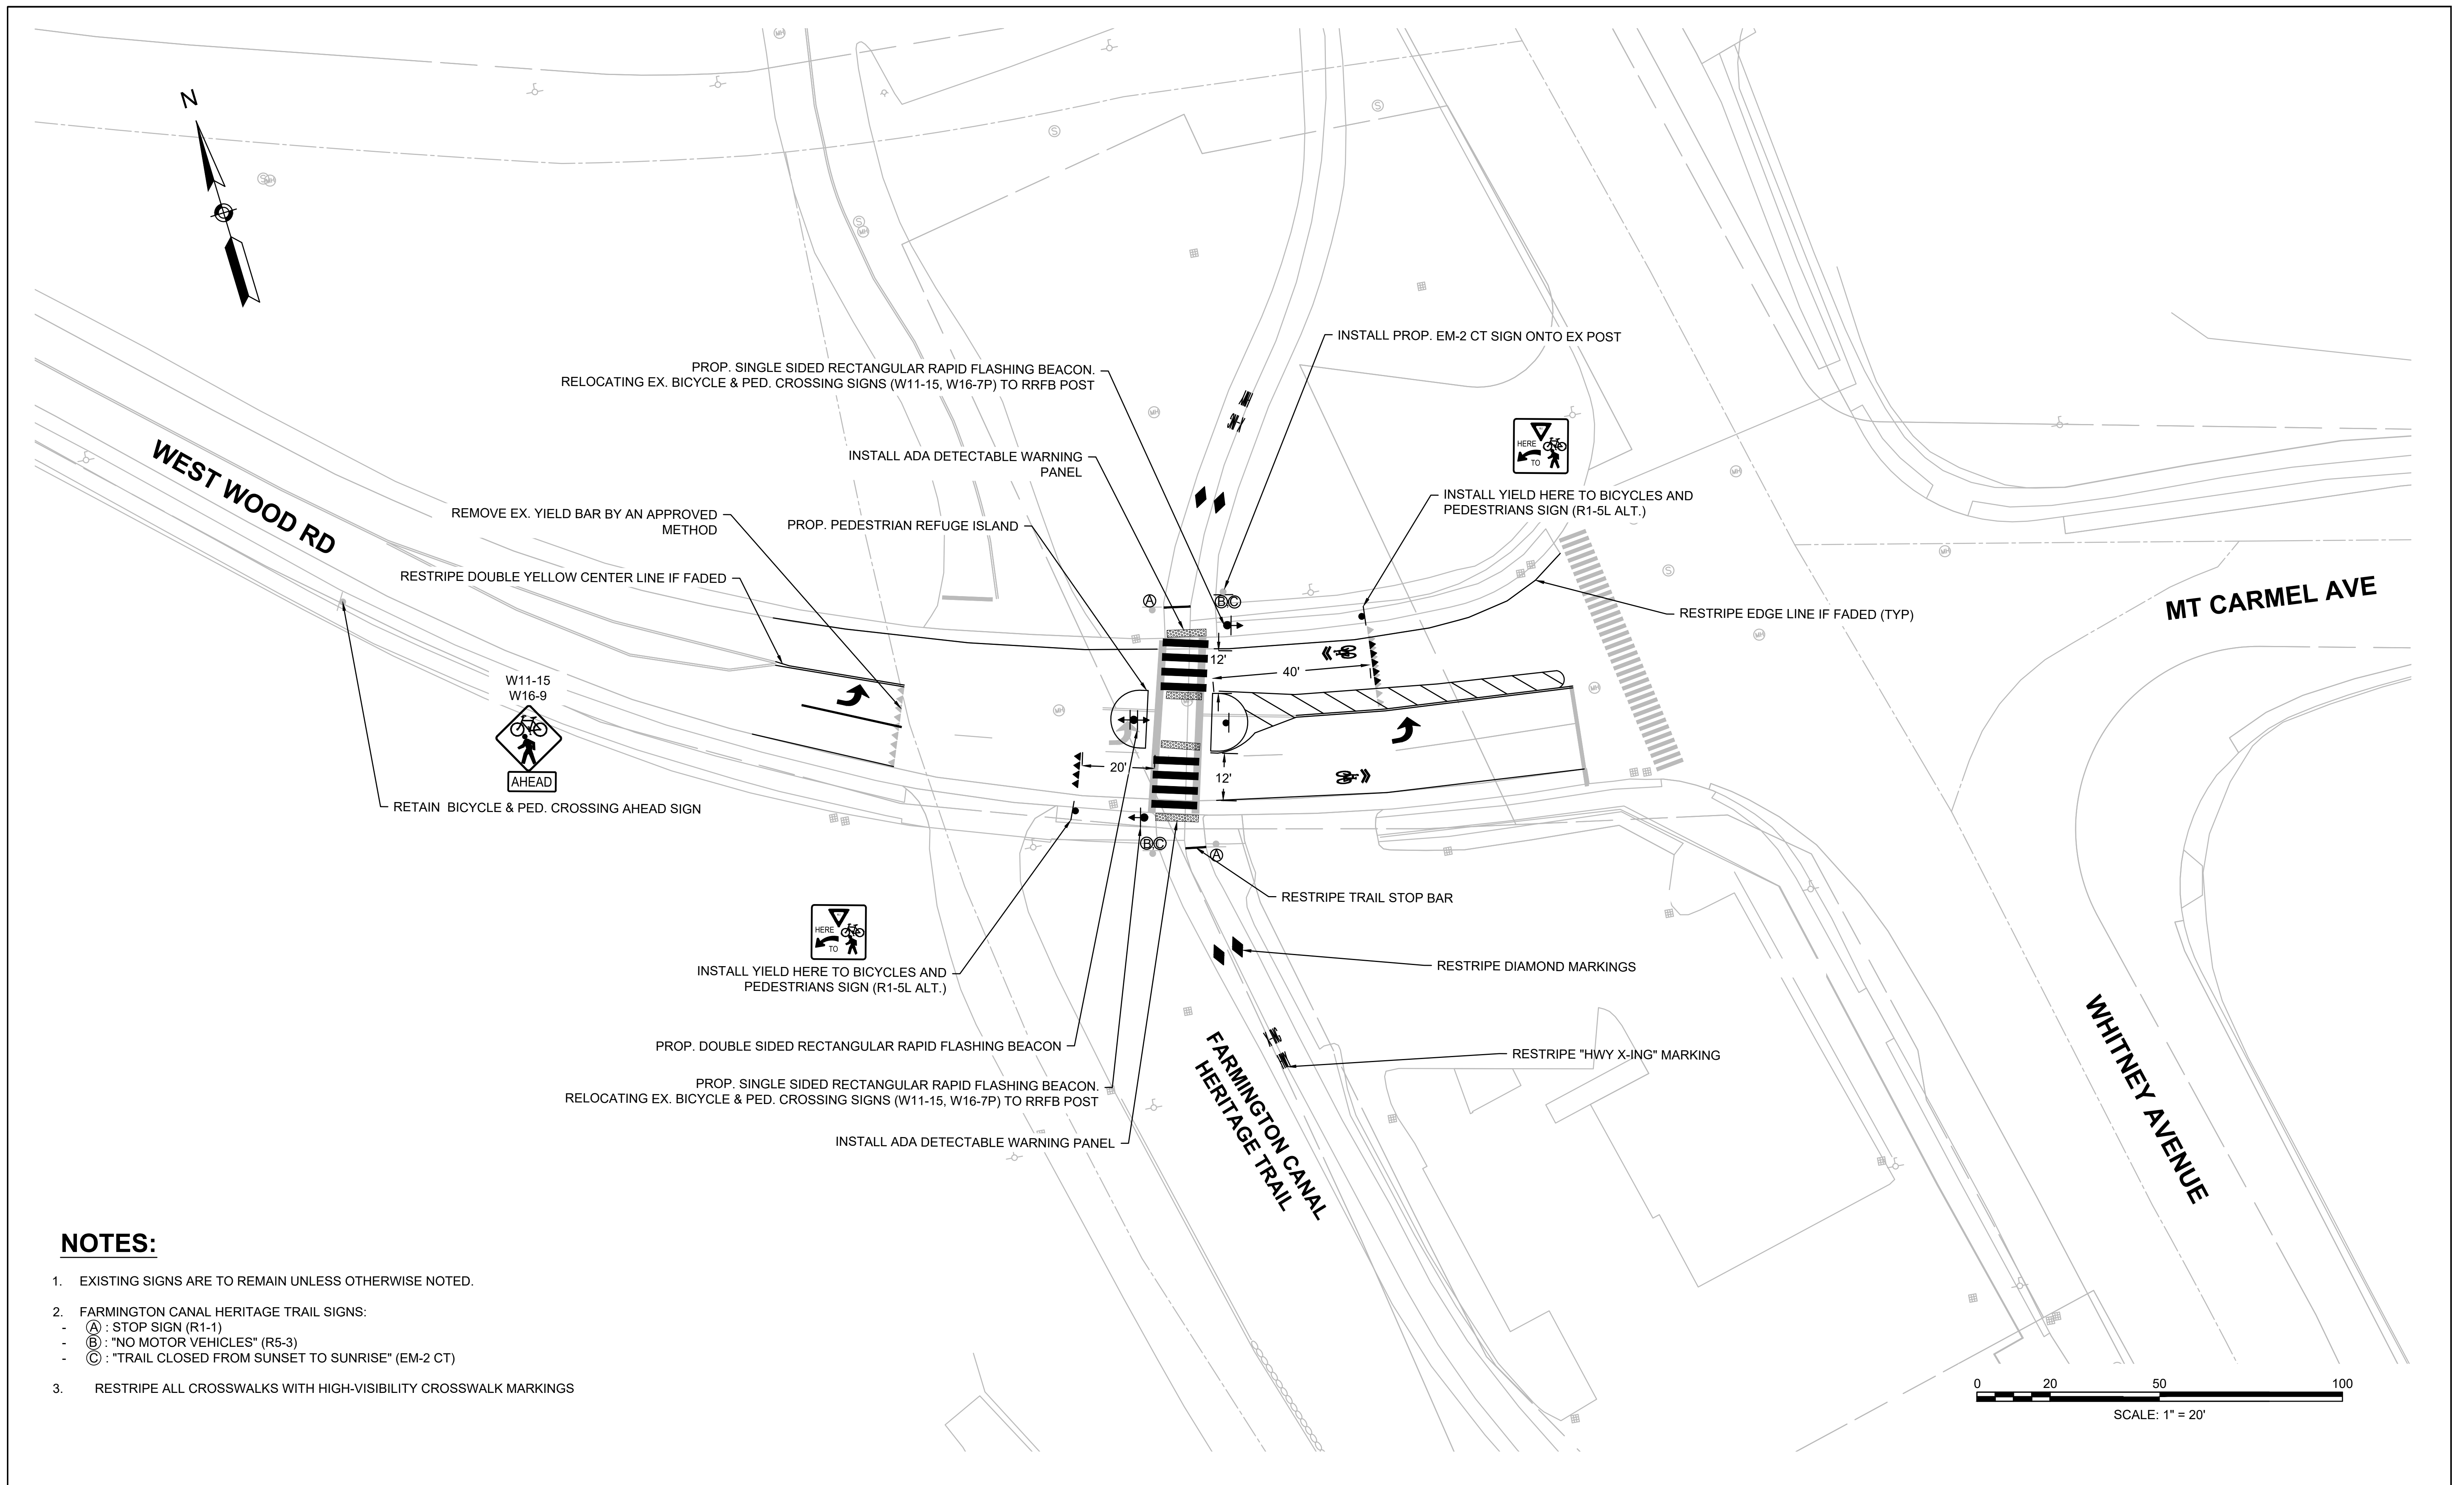 N
INSTALL PROP. EM-2 CT SIGN ONTO EX POST
PROP. SINGLE SIDED RECTANGULAR RAPID FLASHING BEACON.
RELOCATING EX. BICYCLE & PED. CROSSING SIGNS (W11-15, W16-7P) TO RRFB POST
HERE
TO
INSTALL ADA DETECTABLE WARNING
PANEL
INSTALL YIELD HERE TO BICYCLES AND
PEDESTRIANS SIGN (R1-5L ALT.)
WEST WOOD RD
REMOVE EX. YIELD BAR BY AN APPROVED
METHOD
PROP. PEDESTRIAN REFUGE ISLAND
RESTRIPE DOUBLE YELLOW CENTER LINE IF FADED
A
B C
RESTRIPE EDGE LINE IF FADED (TYP)
MT CARMEL AVE
12'
40'
W11-15
W16-9
AHEAD
20'
12'
RETAIN BICYCLE & PED. CROSSING AHEAD SIGN
B C
A
RESTRIPE TRAIL STOP BAR
HERE
TO
INSTALL YIELD HERE TO BICYCLES AND
PEDESTRIANS SIGN (R1-5L ALT.)
RESTRIPE DIAMOND MARKINGS
PROP. DOUBLE SIDED RECTANGULAR RAPID FLASHING BEACON
RESTRIPE "HWY X-ING" MARKING
PROP. SINGLE SIDED RECTANGULAR RAPID FLASHING BEACON.
RELOCATING EX. BICYCLE & PED. CROSSING SIGNS (W11-15, W16-7P) TO RRFB POST
INSTALL ADA DETECTABLE WARNING PANEL
FARMINGTON CANAL
HERITAGE TRAIL
WHITNEY AVENUE
NOTES:
1. EXISTING SIGNS ARE TO REMAIN UNLESS OTHERWISE NOTED.
2. FARMINGTON CANAL HERITAGE TRAIL SIGNS:
- A : STOP SIGN (R1-1)
- B : "NO MOTOR VEHICLES" (R5-3)
- C : "TRAIL CLOSED FROM SUNSET TO SUNRISE" (EM-2 CT)
3. RESTRIPE ALL CROSSWALKS WITH HIGH-VISIBILITY CROSSWALK MARKINGS
0 20 50 100
SCALE: 1" = 20'